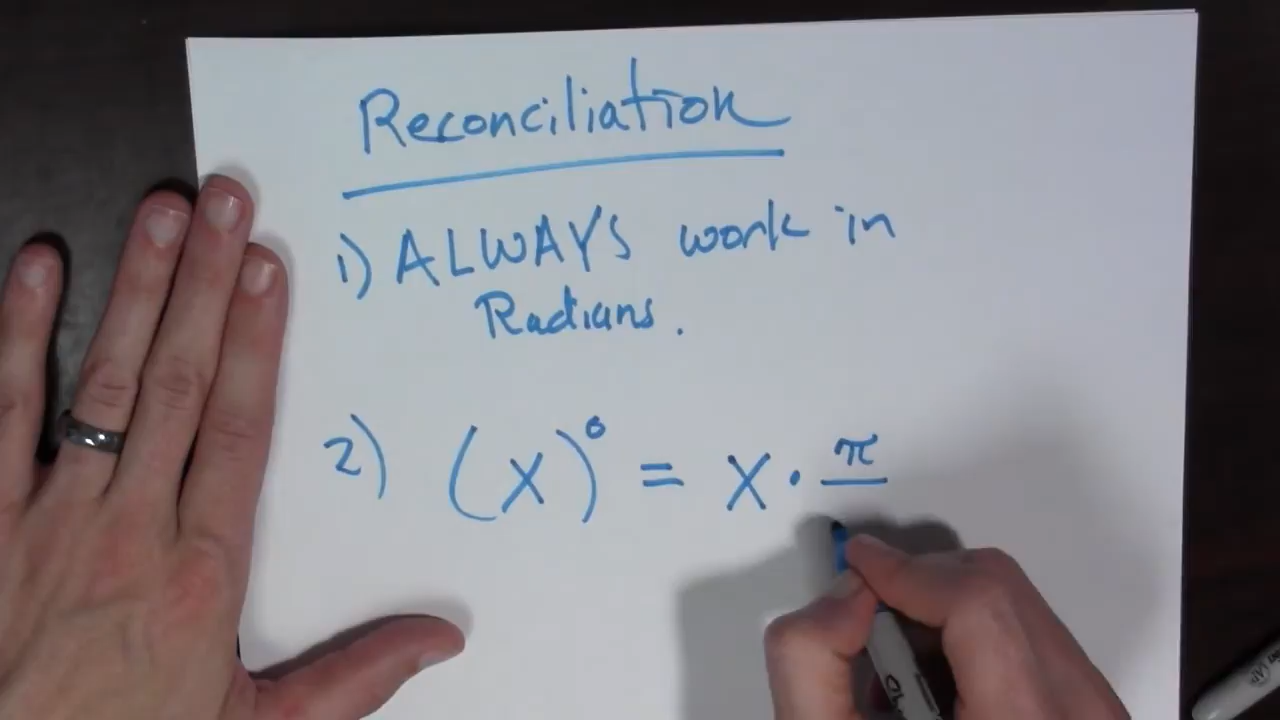 Reconciliation
1) ALWAYS work in
Radians.
2) (x)° = x · π